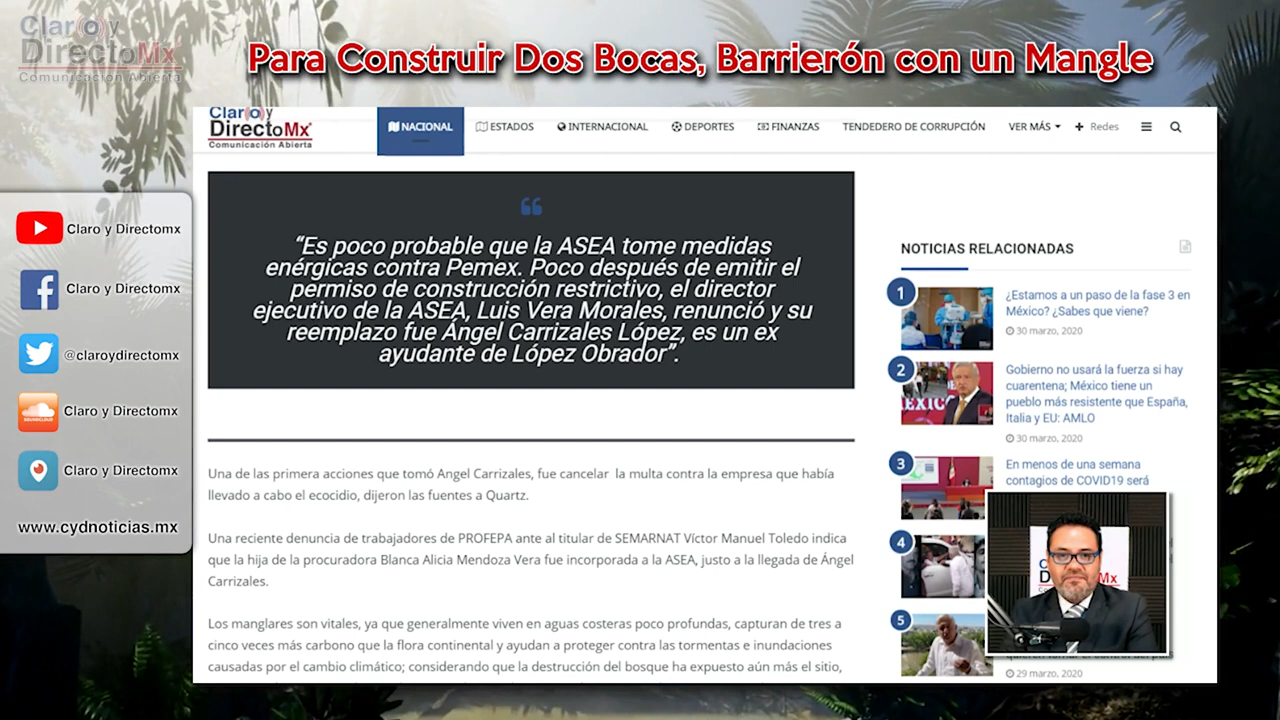 Claro y
DirectoMx
Comunicación Abierta
Para Construir Dos Bocas, Barrierón con un Mangle
Claro y
DirectoMx
Comunicación Abierta
NACIONAL
ESTADOS
INTERNACIONAL
DEPORTES
FINANZAS
TENDEDERO DE CORRUPCIÓN
VER MÁS
Redes
Claro y Directomx
Claro y Directomx
@claroydirectomx
SOUNDCLOUD
Claro y Directomx
Claro y Directomx
www.cydnoticias.mx
“Es poco probable que la ASEA tome medidas
enérgicas contra Pemex. Poco después de emitir el
permiso de construcción restrictivo, el director
ejecutivo de la ASEA, Luis Vera Morales, renunció y su
reemplazo fue Ángel Carrizales López, es un ex
ayudante de López Obrador”.
Una de las primera acciones que tomó Angel Carrizales, fue cancelar la multa contra la empresa que había
llevado a cabo el ecocidio, dijeron las fuentes a Quartz.
Una reciente denuncia de trabajadores de PROFEPA ante al titular de SEMARNAT Víctor Manuel Toledo indica
que la hija de la procuradora Blanca Alicia Mendoza Vera fue incorporada a la ASEA, justo a la llegada de Ángel
Carrizales.
Los manglares son vitales, ya que generalmente viven en aguas costeras poco profundas, capturan de tres a
cinco veces más carbono que la flora continental y ayudan a proteger contra las tormentas e inundaciones
causadas por el cambio climático; considerando que la destrucción del bosque ha expuesto aún más el sitio,
NOTICIAS RELACIONADAS
1
¿Estamos a un paso de la fase 3 en
México? ¿Sabes que viene?
30 marzo, 2020
2
Gobierno no usará la fuerza si hay
cuarentena; México tiene un
pueblo más resistente que España,
Italia y EU: AMLO
30 marzo, 2020
3
En menos de una semana
contagios de COVID19 será
4
5
29 marzo, 2020